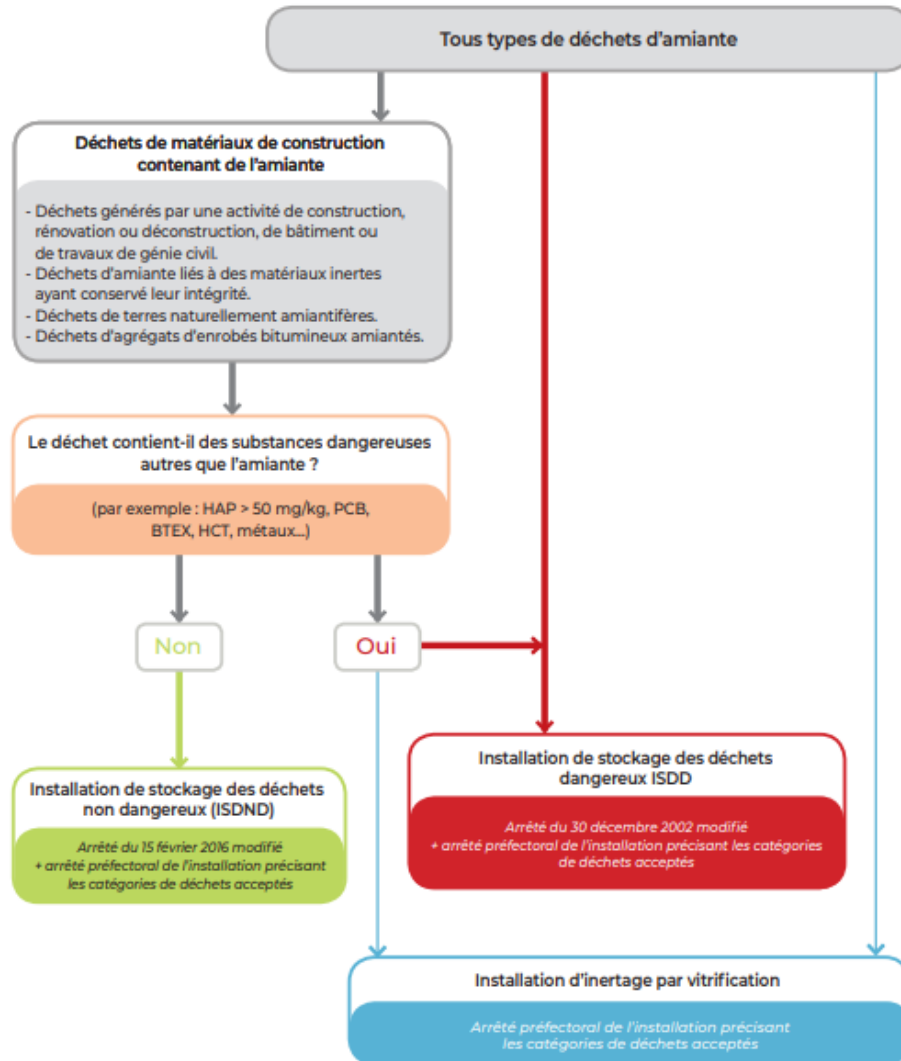 Tous types de déchets d'amiante
Déchets de matériaux de construction
contenant de l'amiante
- Déchets générés par une activité de construction,
rénovation ou déconstruction, de bâtiment ou
de travaux de génie civil.
- Déchets d'amiante liés à des matériaux inertes
ayant conservé leur intégrité.
- Déchets de terres naturellement amiantifères.
- Déchets d'agrégats d'enrobés bitumineux amiantés.
Le déchet contient-il des substances dangereuses
autres que l'amiante ?
(par exemple : HAP > 50 mg/kg, PCB,
BTEX, HCT, métaux...)
Non
Oui
Installation de stockage des déchets
non dangereux (ISDND)
Arrêté du 15 février 2016 modifié
+ arrêté préfectoral de l'installation précisant
les catégories de déchets acceptés
Installation de stockage des déchets
dangereux ISDD
Arrêté du 30 décembre 2002 modifié
+ arrêté préfectoral de l'installation précisant les catégories
de déchets acceptés
Installation d'inertage par vitrification
Arrêté préfectoral de l'installation précisant
les catégories de déchets acceptés